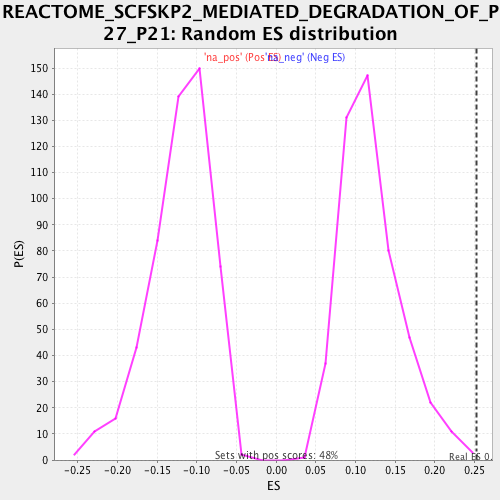 REACTOME_SCFSKP2_MEDIATED_DEGRADATION_OF_P
27_P21: Random ES distribution
'na_pos' (Pos ES)
'na_neg' (Neg ES)
150
140
130
120
110
100
90
80
70
60
50
40
30
20
10
0
P(ES)
Sets with pos scores: 48%
Real ES 0.
-0.25 -0.20 -0.15 -0.10 -0.05 0.00 0.05 0.10 0.15 0.20 0.25
ES